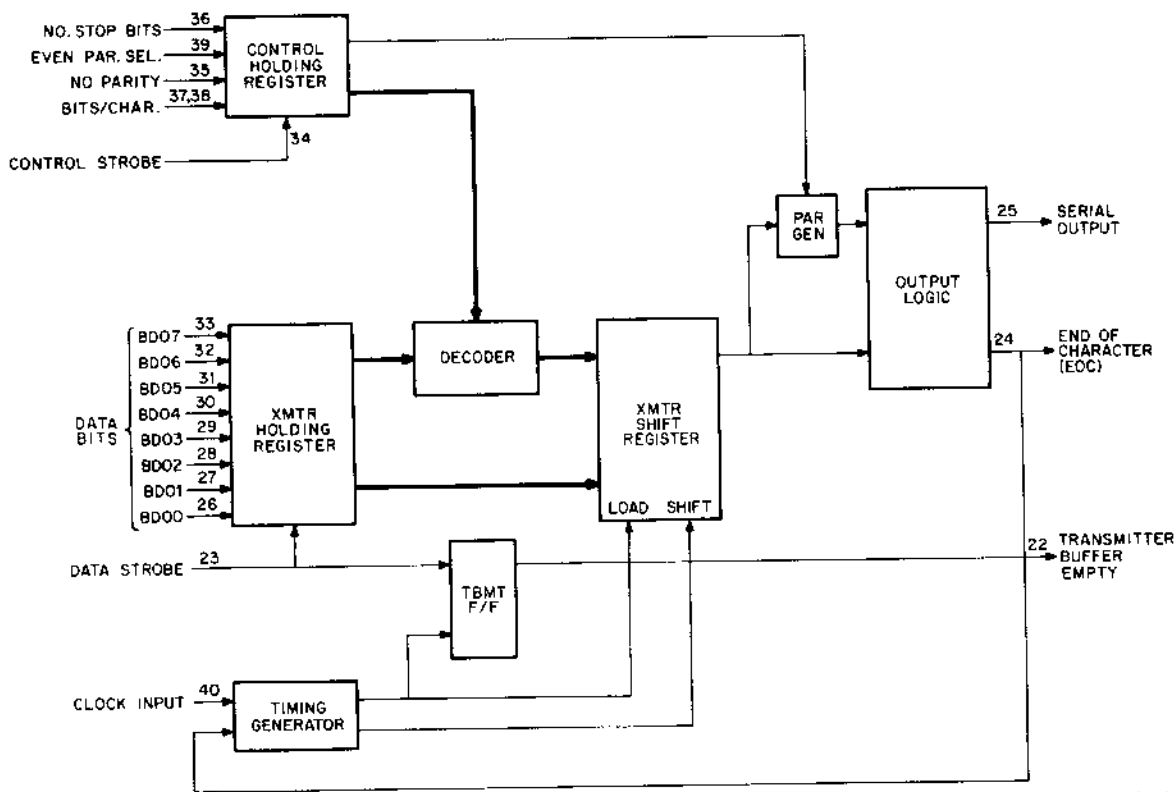 NO. STOP BITS
36
EVEN PAR. SEL.
39
NO PARITY
35
BITS/CHAR.
37,38
CONTROL STROBE
34
CONTROL
HOLDING
REGISTER
PAR
GEN
OUTPUT
LOGIC
25
SERIAL
OUTPUT
24
END OF
CHARACTER
(EOC)
DATA
BITS
BD07
33
BD06
32
BD05
31
BD04
30
BD03
29
BD02
28
BD01
27
BD00
26
XMTR
HOLDING
REGISTER
DECODER
XMTR
SHIFT
REGISTER
LOAD SHIFT
DATA STROBE
23
TBMT
F/F
22
TRANSMITTER
BUFFER
EMPTY
CLOCK INPUT
40
TIMING
GENERATOR